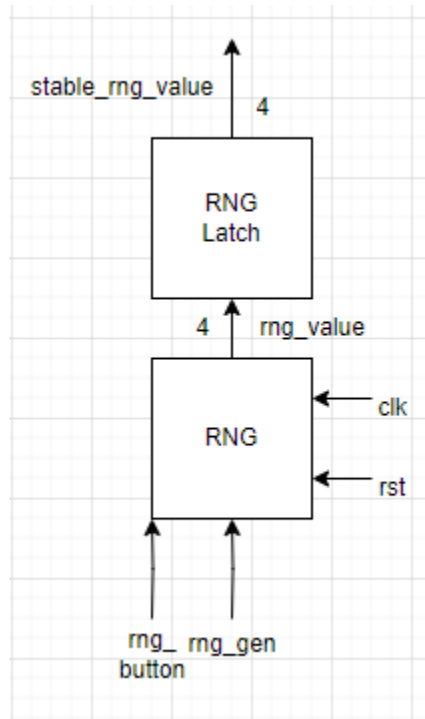 stable_rng_value
4
RNG
Latch
4 rng_value
RNG
clk
rst
rng_
button
rng_gen